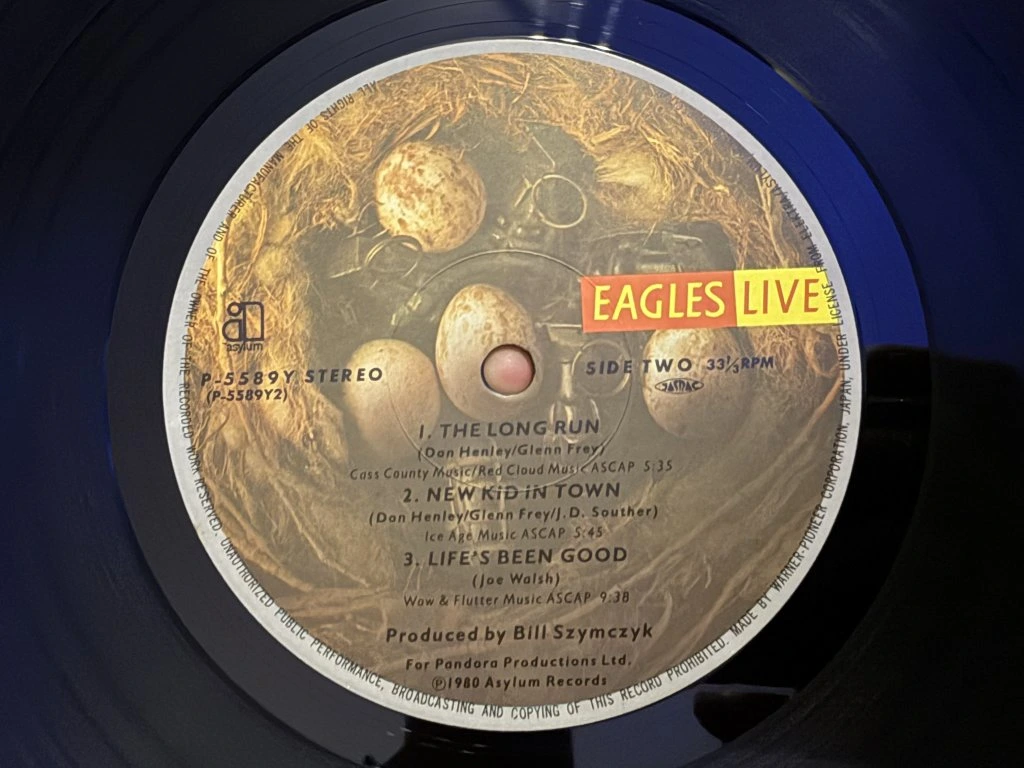 EAGLES LIVE
asylum
P-5589Y STEREO
(P-5589Y2)
SIDE TWO 33⅓RPM
JASRAC
1. THE LONG RUN
(Don Henley/Glenn Frey)
Cass County Music/Red Cloud Music ASCAP 5:35
2. NEW KID IN TOWN
(Don Henley/Glenn Frey/J.D. Souther)
Ice Age Music ASCAP 5:45
3. LIFE'S BEEN GOOD
(Joe Walsh)
Wow & Flutter Music ASCAP 9:38
Produced by Bill Szymczyk
For Pandora Productions Ltd.
Ⓟ1980 Asylum Records
ALL RIGHTS OF THE MANUFACTURER AND OF THE OWNER OF THE RECORDED WORK RESERVED. UNAUTHORIZED PUBLIC PERFORMANCE, BROADCASTING AND COPYING OF THIS RECORD PROHIBITED. MADE BY WARNER-PIONEER CORPORATION, JAPAN, UNDER LICENSE FROM